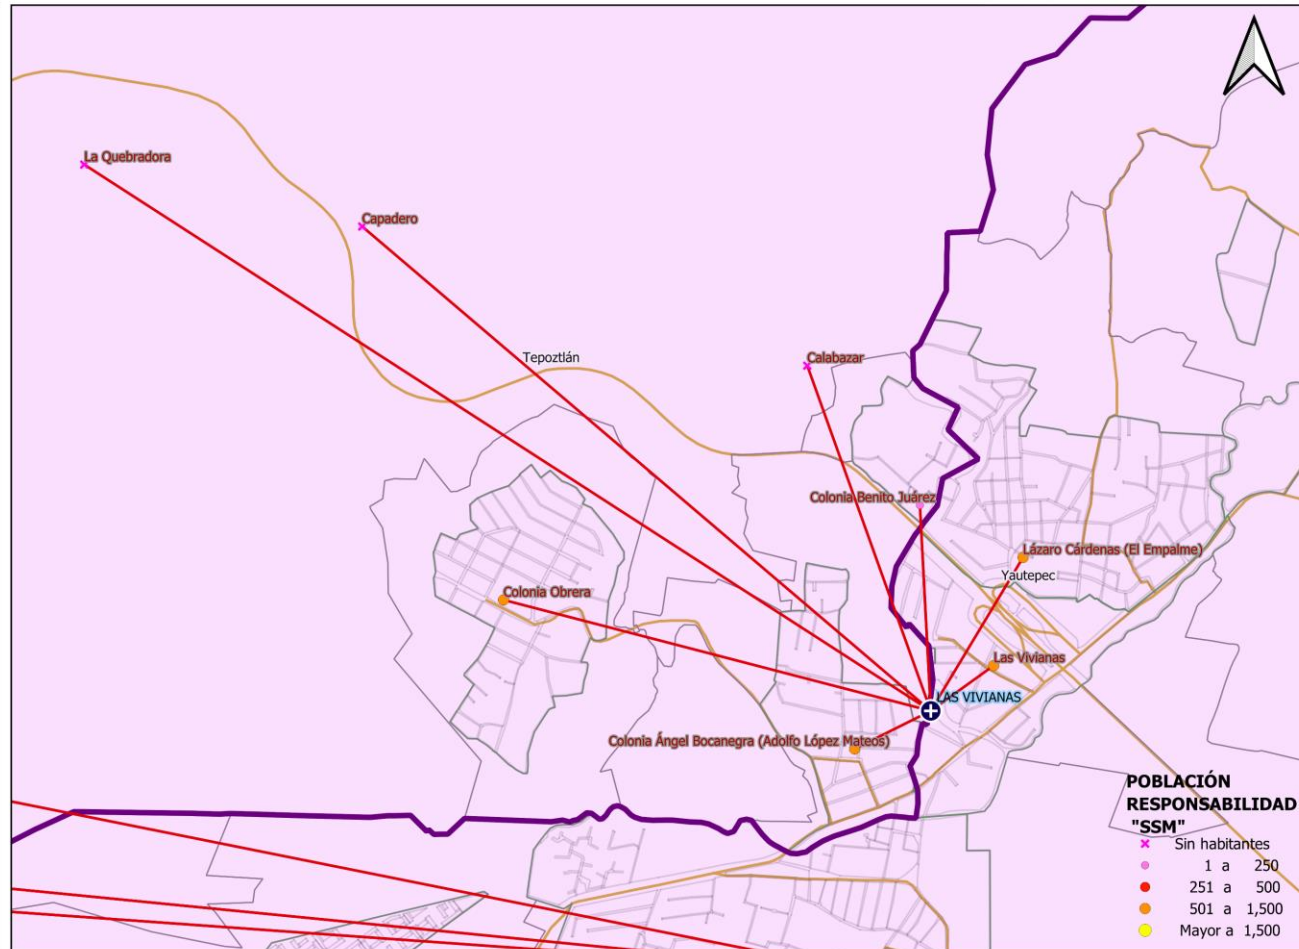 La Quebradora
Capadero
Tepoztlán
Calabazar
Colonia Benito Juárez
Lázaro Cárdenas (El Empalme)
Yautepec
Colonia Obrera
Las Vivianas
LAS VIVIANAS
Colonia Ángel Bocanegra (Adolfo López Mateos)
POBLACIÓN
RESPONSABILIDAD
"SSM"
Sin habitantes
1 a 250
251 a 500
501 a 1,500
Mayor a 1,500